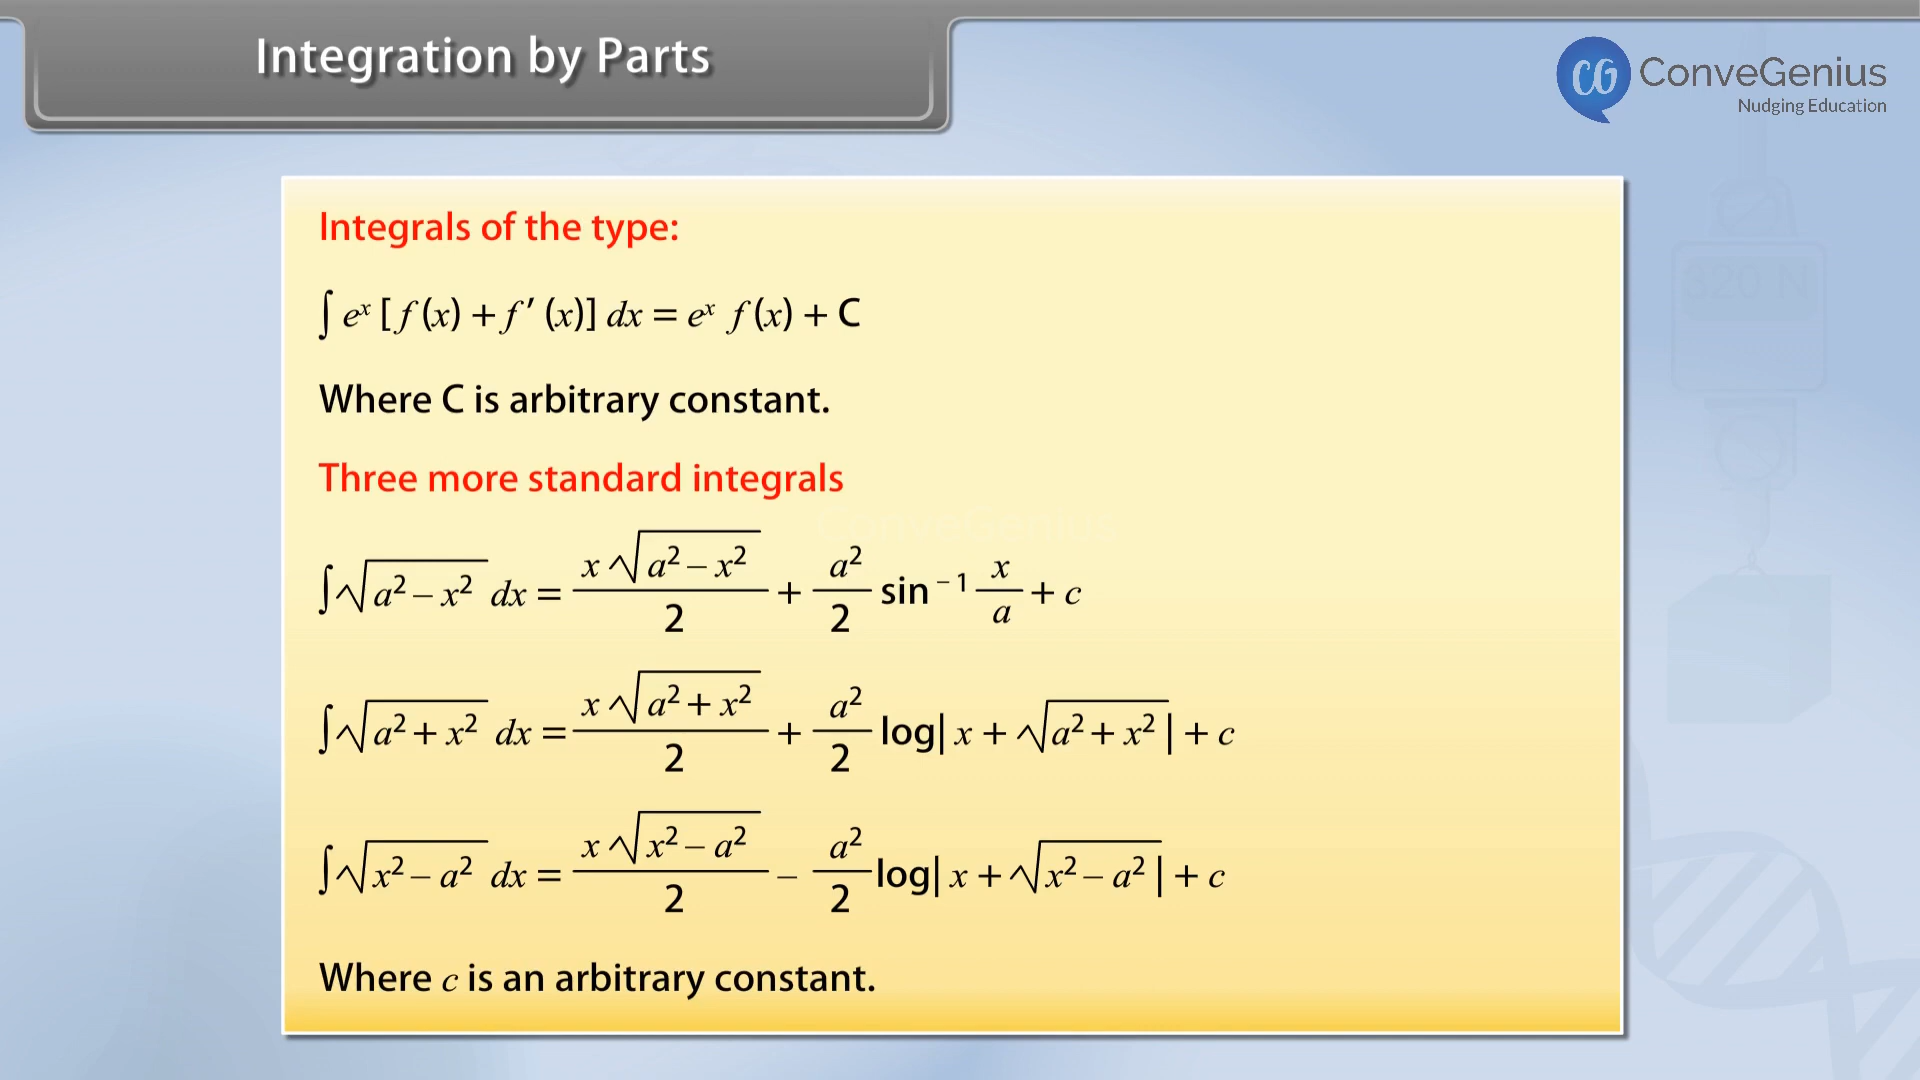 Integration by Parts
CG ConveGenius
Nudging Education
Integrals of the type:
∫ eˣ [f (x) + f′ (x)] dx = eˣ f (x) + C
Where C is arbitrary constant.
Three more standard integrals
∫√(a² – x²) dx = x√(a² – x²)/2 + a²/2 sin⁻¹ x/a + c
∫√(a² + x²) dx = x√(a² + x²)/2 + a²/2 log| x + √(a² + x²) | + c
∫√(x² – a²) dx = x√(x² – a²)/2 – a²/2 log| x + √(x² – a²) | + c
Where c is an arbitrary constant.
ConveGenius
320 N